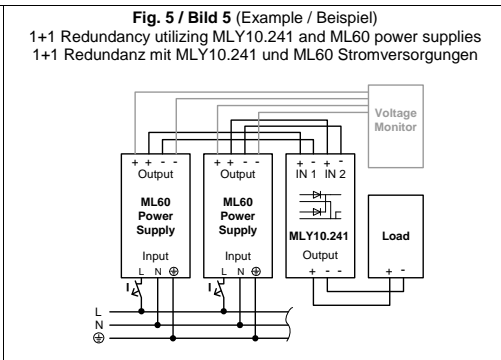 Fig. 5 / Bild 5 (Example / Beispiel)
1+1 Redundancy utilizing MLY10.241 and ML60 power supplies
1+1 Redundanz mit MLY10.241 und ML60 Stromversorgungen
Voltage
Monitor
+ + - -
Output
ML60
Power
Supply
Input
L N
I
+ + - -
Output
ML60
Power
Supply
Input
L N
I
+ - + -
IN 1 IN 2
MLY10.241
Output
+ -
Load
+ -
L
N